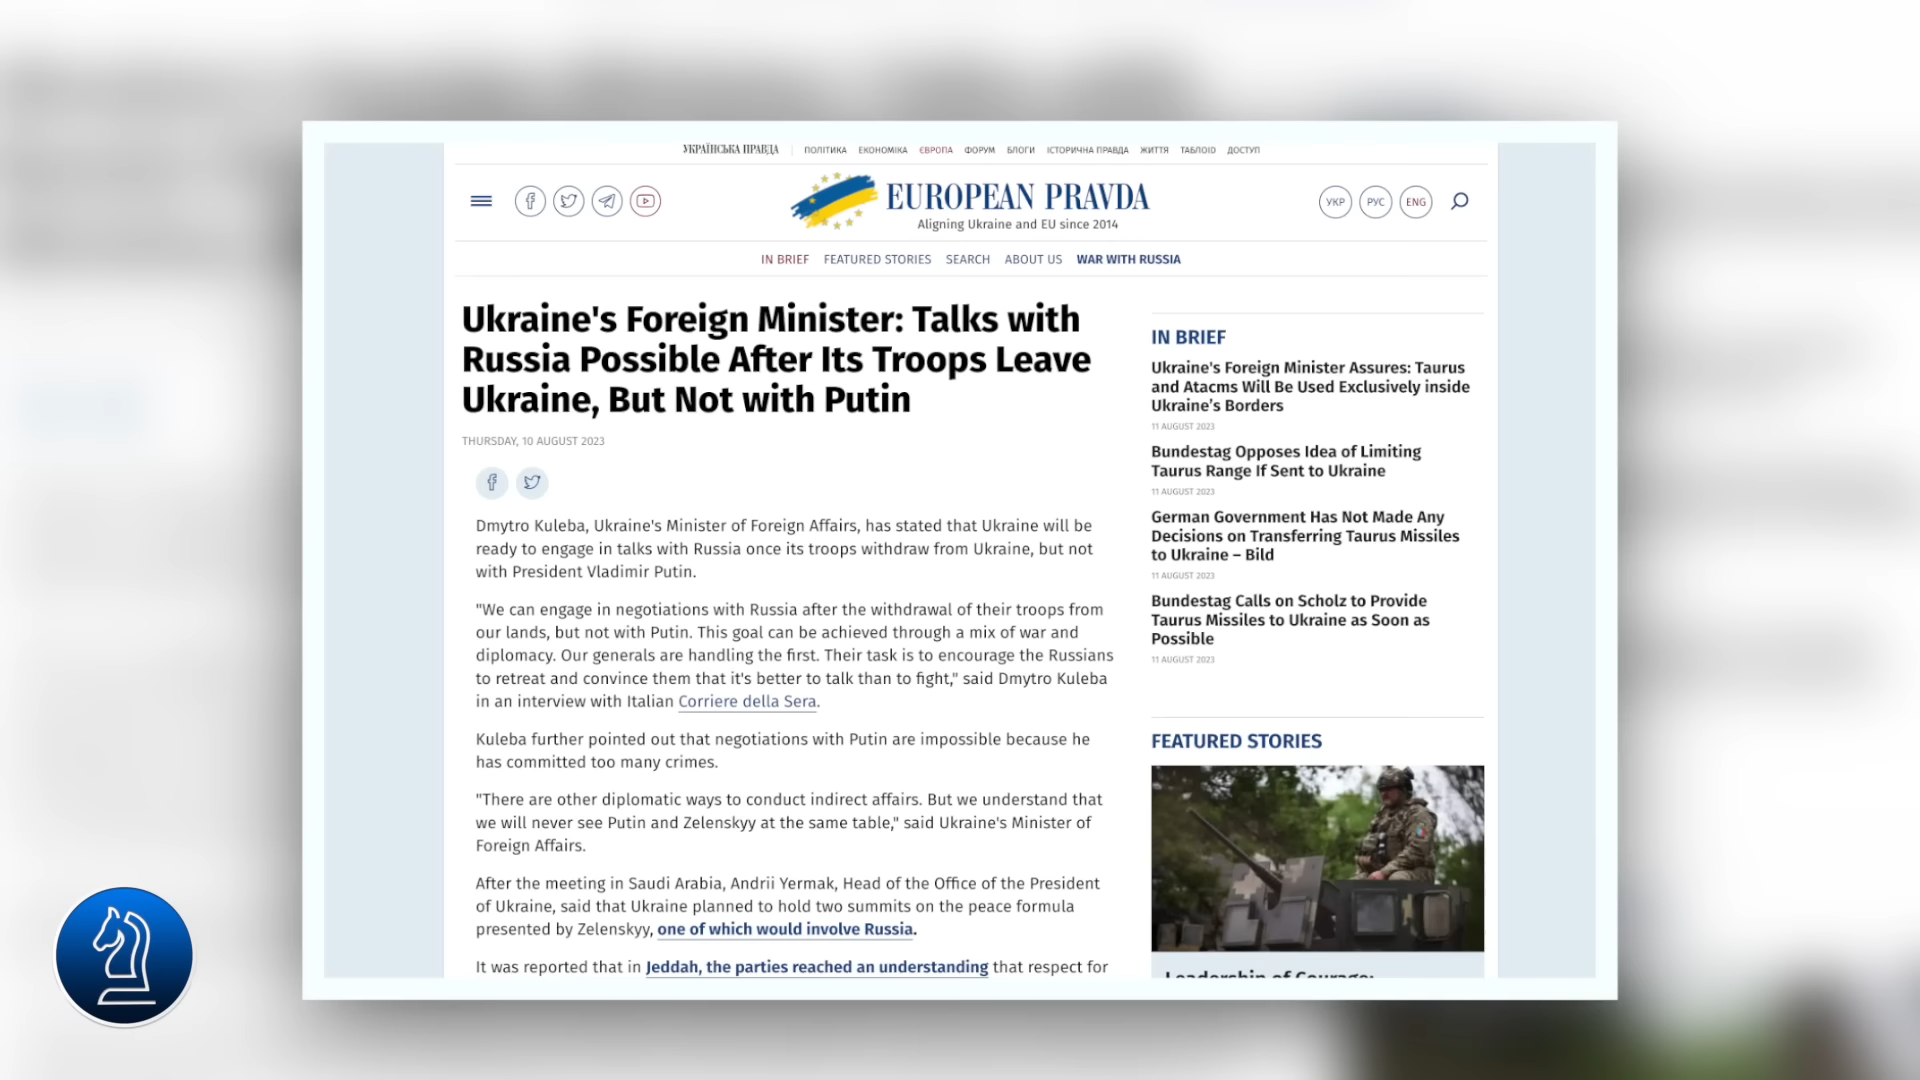 УКРАЇНСЬКА ПРАВДА ПОЛІТИКА ЕКОНОМІКА ЄВРОПА ФОРУМ БЛОГИ ІСТОРИЧНА ПРАВДА ЖИТТЯ ТАБЛОІD ДОСТУП
EUROPEAN PRAVDA
Aligning Ukraine and EU since 2014
УКР РУС ENG
IN BRIEF FEATURED STORIES SEARCH ABOUT US WAR WITH RUSSIA
Ukraine's Foreign Minister: Talks with
Russia Possible After Its Troops Leave
Ukraine, But Not with Putin
THURSDAY, 10 AUGUST 2023
Dmytro Kuleba, Ukraine's Minister of Foreign Affairs, has stated that Ukraine will be
ready to engage in talks with Russia once its troops withdraw from Ukraine, but not
with President Vladimir Putin.
"We can engage in negotiations with Russia after the withdrawal of their troops from
our lands, but not with Putin. This goal can be achieved through a mix of war and
diplomacy. Our generals are handling the first. Their task is to encourage the Russians
to retreat and convince them that it's better to talk than to fight," said Dmytro Kuleba
in an interview with Italian Corriere della Sera.
Kuleba further pointed out that negotiations with Putin are impossible because he
has committed too many crimes.
"There are other diplomatic ways to conduct indirect affairs. But we understand that
we will never see Putin and Zelenskyy at the same table," said Ukraine's Minister of
Foreign Affairs.
After the meeting in Saudi Arabia, Andrii Yermak, Head of the Office of the President
of Ukraine, said that Ukraine planned to hold two summits on the peace formula
presented by Zelenskyy, one of which would involve Russia.
It was reported that in Jeddah, the parties reached an understanding that respect for
IN BRIEF
Ukraine's Foreign Minister Assures: Taurus
and Atacms Will Be Used Exclusively inside
Ukraine’s Borders
11 AUGUST 2023
Bundestag Opposes Idea of Limiting
Taurus Range If Sent to Ukraine
11 AUGUST 2023
German Government Has Not Made Any
Decisions on Transferring Taurus Missiles
to Ukraine – Bild
11 AUGUST 2023
Bundestag Calls on Scholz to Provide
Taurus Missiles to Ukraine as Soon as
Possible
11 AUGUST 2023
FEATURED STORIES
Leadership of Courage: